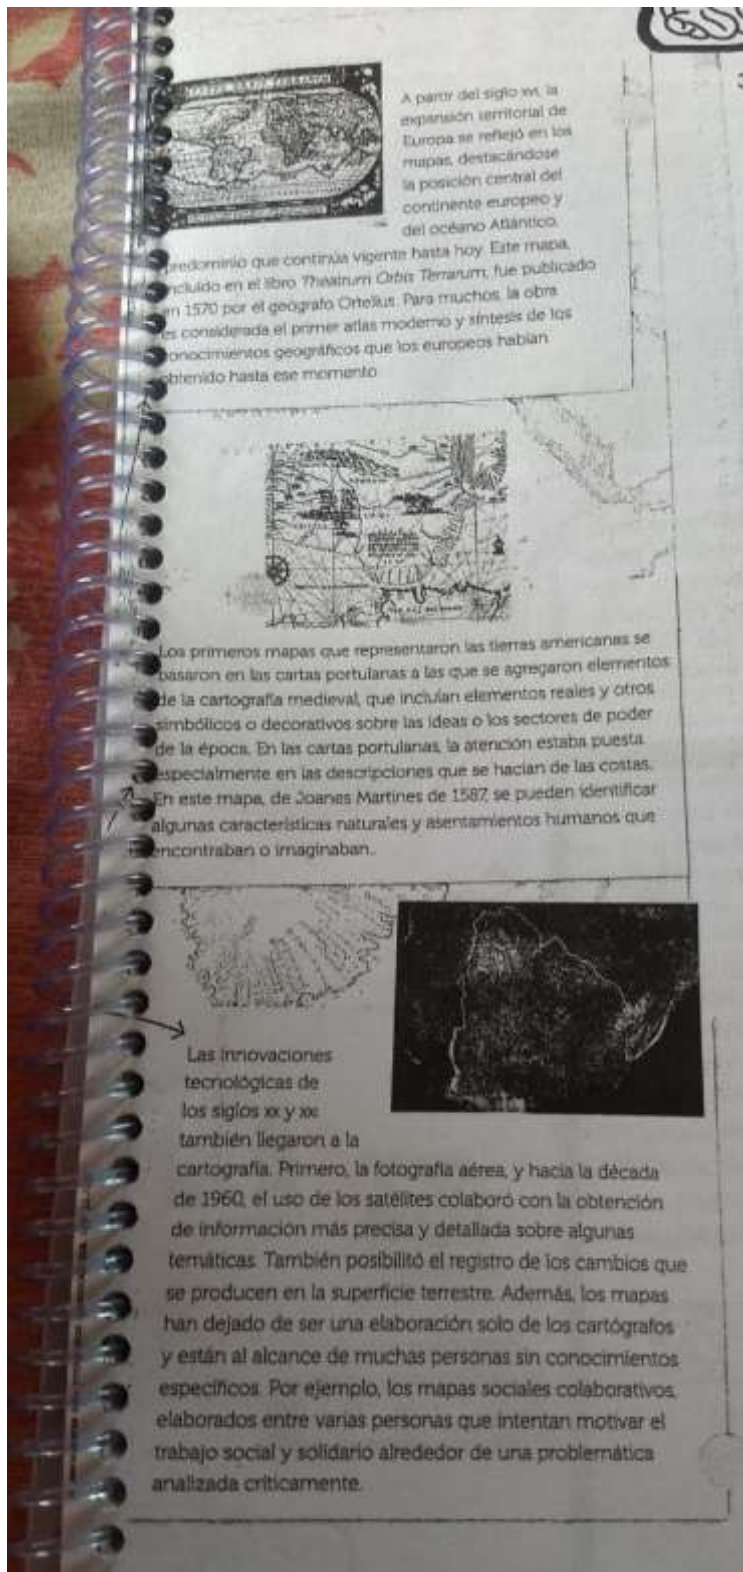 A partir del siglo XVI, la
expansión territorial de
Europa se reflejó en los
mapas, destacándose
la posición central del
continente europeo y
del océano Atlántico,
predominio que continúa vigente hasta hoy. Este mapa,
incluido en el libro Theatrum Orbis Terrarum, fue publicado
en 1570 por el geógrafo Ortelius. Para muchos, la obra
es considerada el primer atlas moderno y síntesis de los
conocimientos geográficos que los europeos habían
obtenido hasta ese momento.
Los primeros mapas que representaron las tierras americanas se
basaron en las cartas portulanas a las que se agregaron elementos
de la cartografía medieval, que incluían elementos reales y otros
simbólicos o decorativos sobre las ideas o los sectores de poder
de la época. En las cartas portulanas, la atención estaba puesta
especialmente en las descripciones que se hacían de las costas.
En este mapa, de Joanes Martines de 1587, se pueden identificar
algunas características naturales y asentamientos humanos que
encontraban o imaginaban..
Las innovaciones
tecnológicas de
los siglos XX y XXI
también llegaron a la
cartografía. Primero, la fotografía aérea, y hacia la década
de 1960, el uso de los satélites colaboró con la obtención
de información más precisa y detallada sobre algunas
temáticas. También posibilitó el registro de los cambios que
se producen en la superficie terrestre. Además, los mapas
han dejado de ser una elaboración solo de los cartógrafos
y están al alcance de muchas personas sin conocimientos
específicos. Por ejemplo, los mapas sociales colaborativos,
elaborados entre varias personas que intentan motivar el
trabajo social y solidario alrededor de una problemática
analizada críticamente.